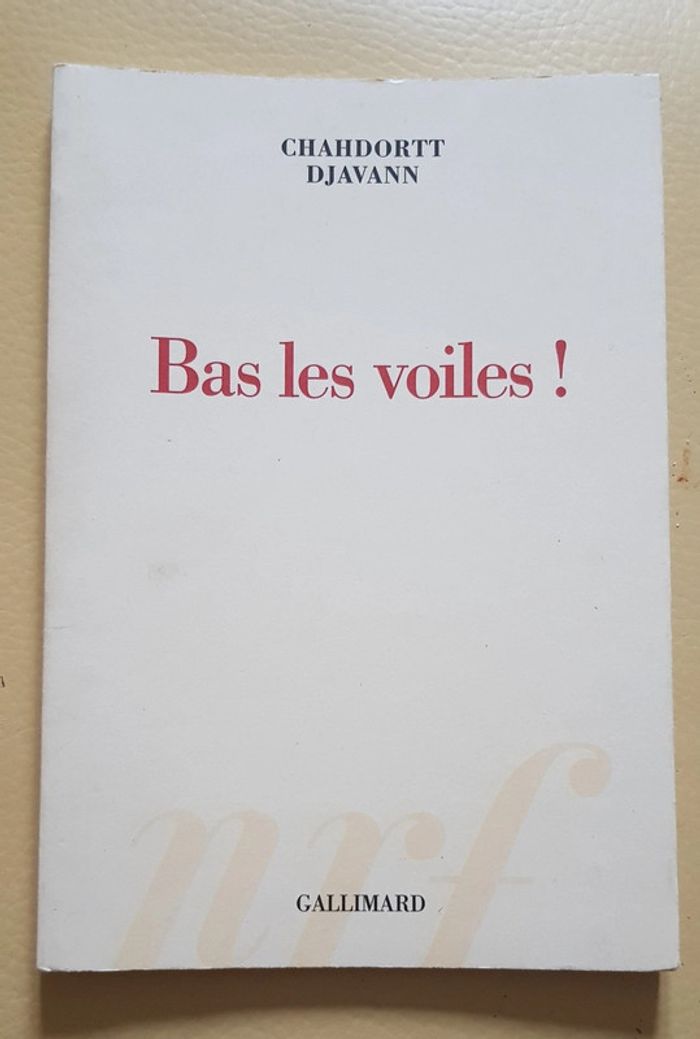 CHAHDORTT
DJAVANN
Bas les voiles !
nrf
GALLIMARD